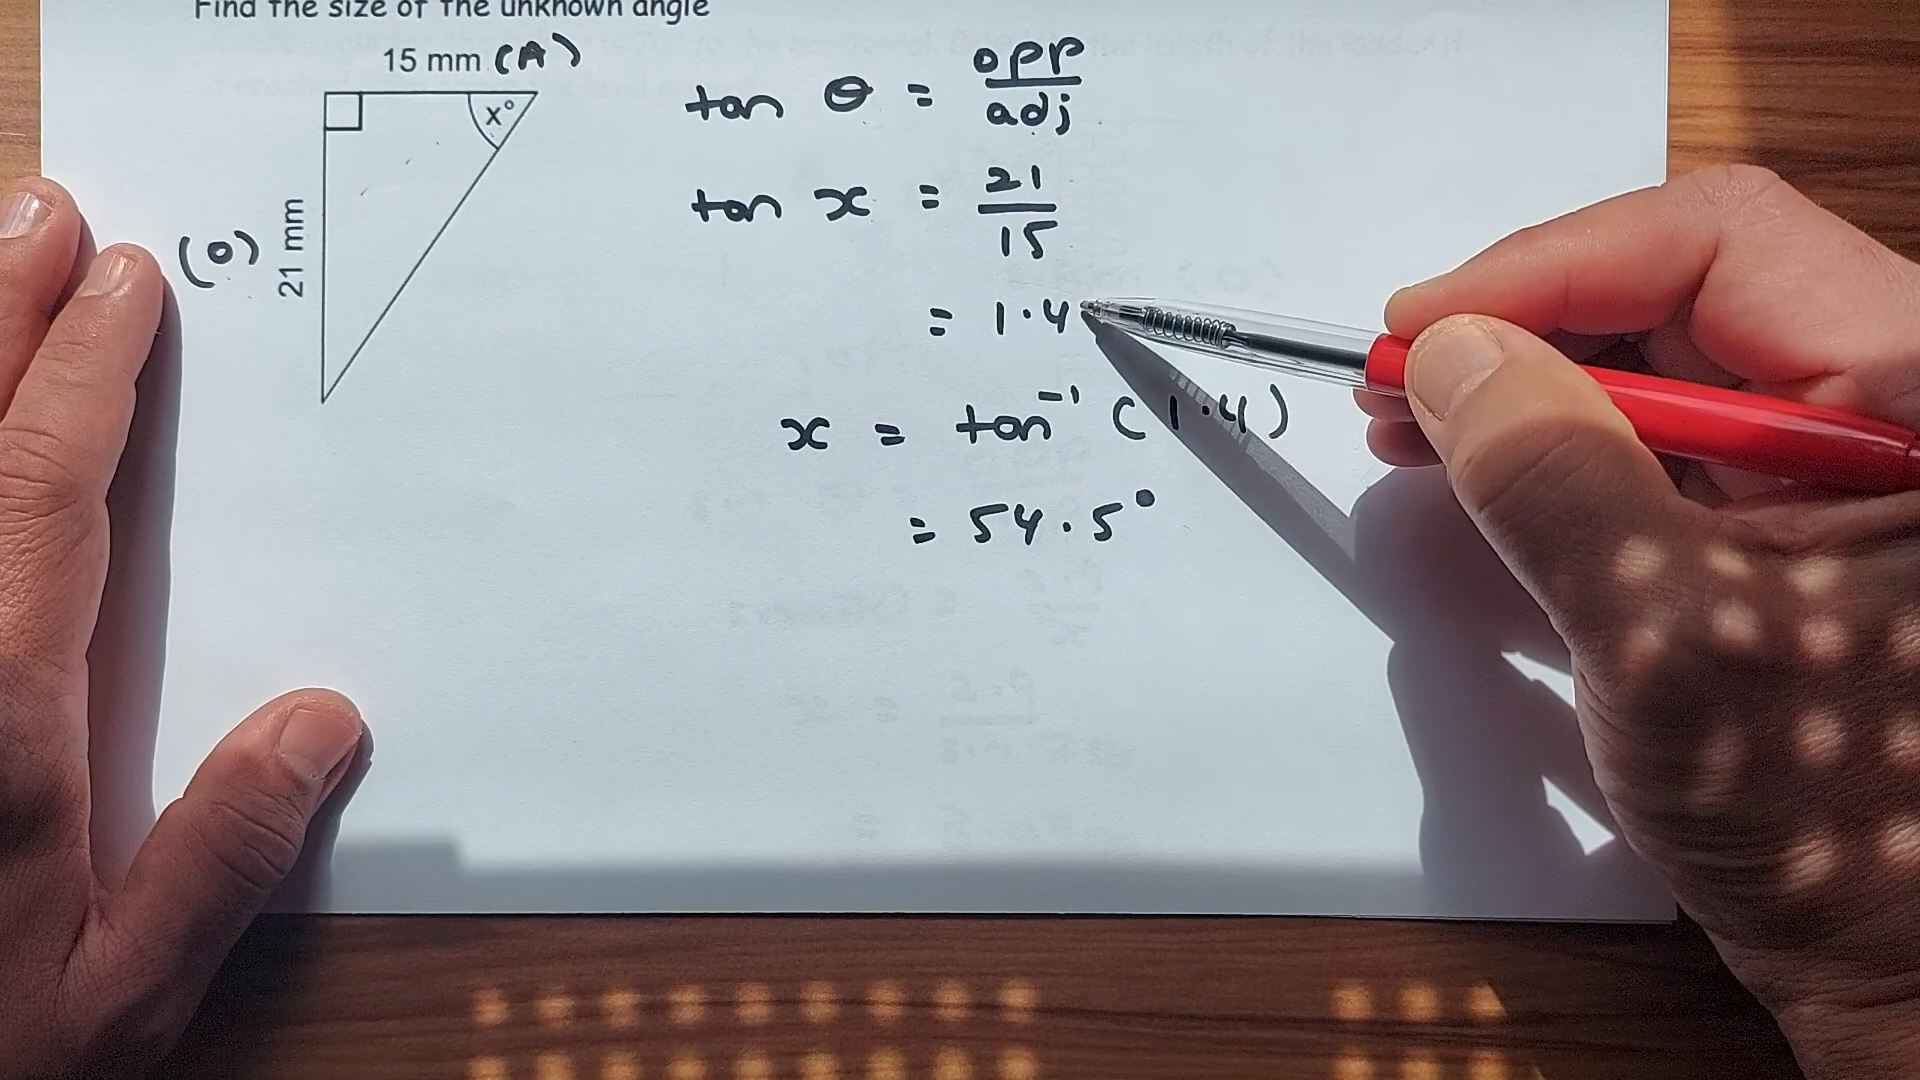 Find the size of the unknown angle
15 mm (A)
x°
(O)
21 mm
tan θ = opp/adj
tan x = 21/15
= 1.4
x = tan⁻¹ (1.4)
= 54.5°